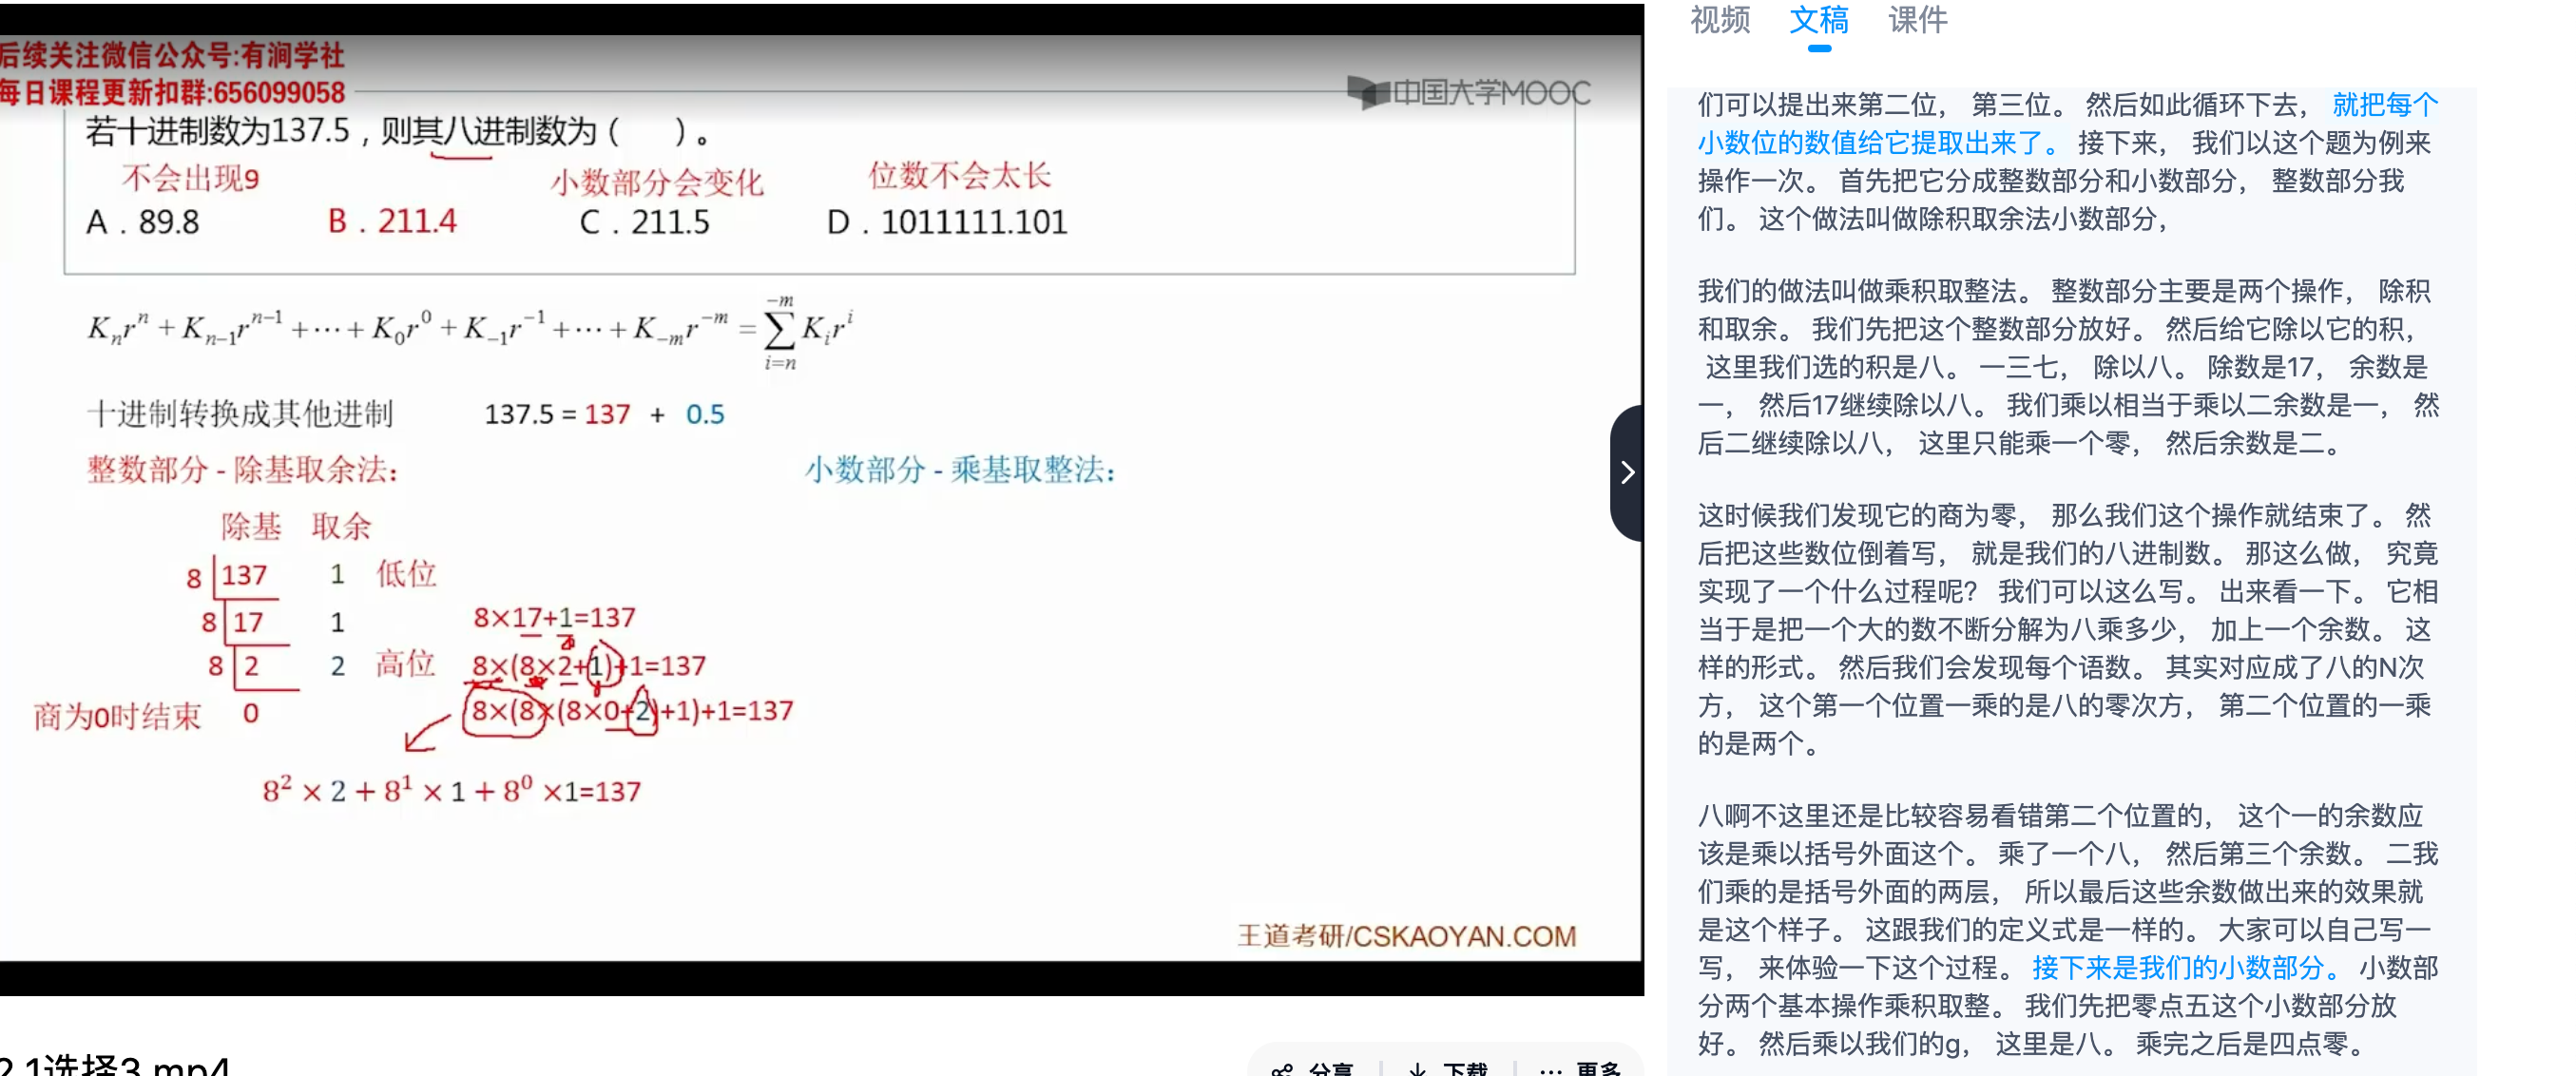 后续关注微信公众号:有涧学社
每日课程更新扣群:656099058
中国大学MOOC
若十进制数为137.5，则其八进制数为（ ）。
不会出现9 小数部分会变化 位数不会太长
A．89.8 B．211.4 C．211.5 D．1011111.101
Kₙrⁿ + Kₙ₋₁rⁿ⁻¹ + ⋯ + K₀r⁰ + K₋₁r⁻¹ + ⋯ + K₋ₘr⁻ᵐ = ∑ᵢ₌ₙ⁻ᵐ Kᵢrⁱ
十进制转换成其他进制 137.5 = 137 + 0.5
整数部分 - 除基取余法： 小数部分 - 乘基取整法：
除基 取余
8 137 1 低位
8 17 1 8×17+1=137
8 2 2 高位 8×(8×2+1)+1=137
商为0时结束 0 8×(8×(8×0+2)+1)+1=137
8² × 2 + 8¹ × 1 + 8⁰ ×1=137
王道考研/CSKAOYAN.COM
2.1选择3.mp4
分享 下载 更多
视频 文稿 课件
们可以提出来第二位， 第三位。 然后如此循环下去， 就把每个
小数位的数值给它提取出来了。 接下来， 我们以这个题为例来
操作一次。 首先把它分成整数部分和小数部分， 整数部分我
们。 这个做法叫做除积取余法小数部分，
我们的做法叫做乘积取整法。 整数部分主要是两个操作， 除积
和取余。 我们先把这个整数部分放好。 然后给它除以它的积，
这里我们选的积是八。 一三七， 除以八。 除数是17， 余数是
一， 然后17继续除以八。 我们乘以相当于乘以二余数是一， 然
后二继续除以八， 这里只能乘一个零， 然后余数是二。
这时候我们发现它的商为零， 那么我们这个操作就结束了。 然
后把这些数位倒着写， 就是我们的八进制数。 那这么做， 究竟
实现了一个什么过程呢？ 我们可以这么写。 出来看一下。 它相
当于是把一个大的数不断分解为八乘多少， 加上一个余数。 这
样的形式。 然后我们会发现每个语数。 其实对应成了八的N次
方， 这个第一个位置一乘的是八的零次方， 第二个位置的一乘
的是两个。
八啊不这里还是比较容易看错第二个位置的， 这个一的余数应
该是乘以括号外面这个。 乘了一个八， 然后第三个余数。 二我
们乘的是括号外面的两层， 所以最后这些余数做出来的效果就
是这个样子。 这跟我们的定义式是一样的。 大家可以自己写一
写， 来体验一下这个过程。 接下来是我们的小数部分。 小数部
分两个基本操作乘积取整。 我们先把零点五这个小数部分放
好。 然后乘以我们的g， 这里是八。 乘完之后是四点零。